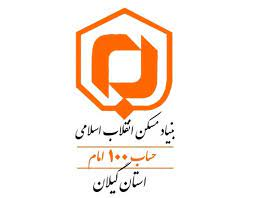 بنیاد مسکن انقلاب اسلامی
حساب ۱۰۰ امام
استان گیلان